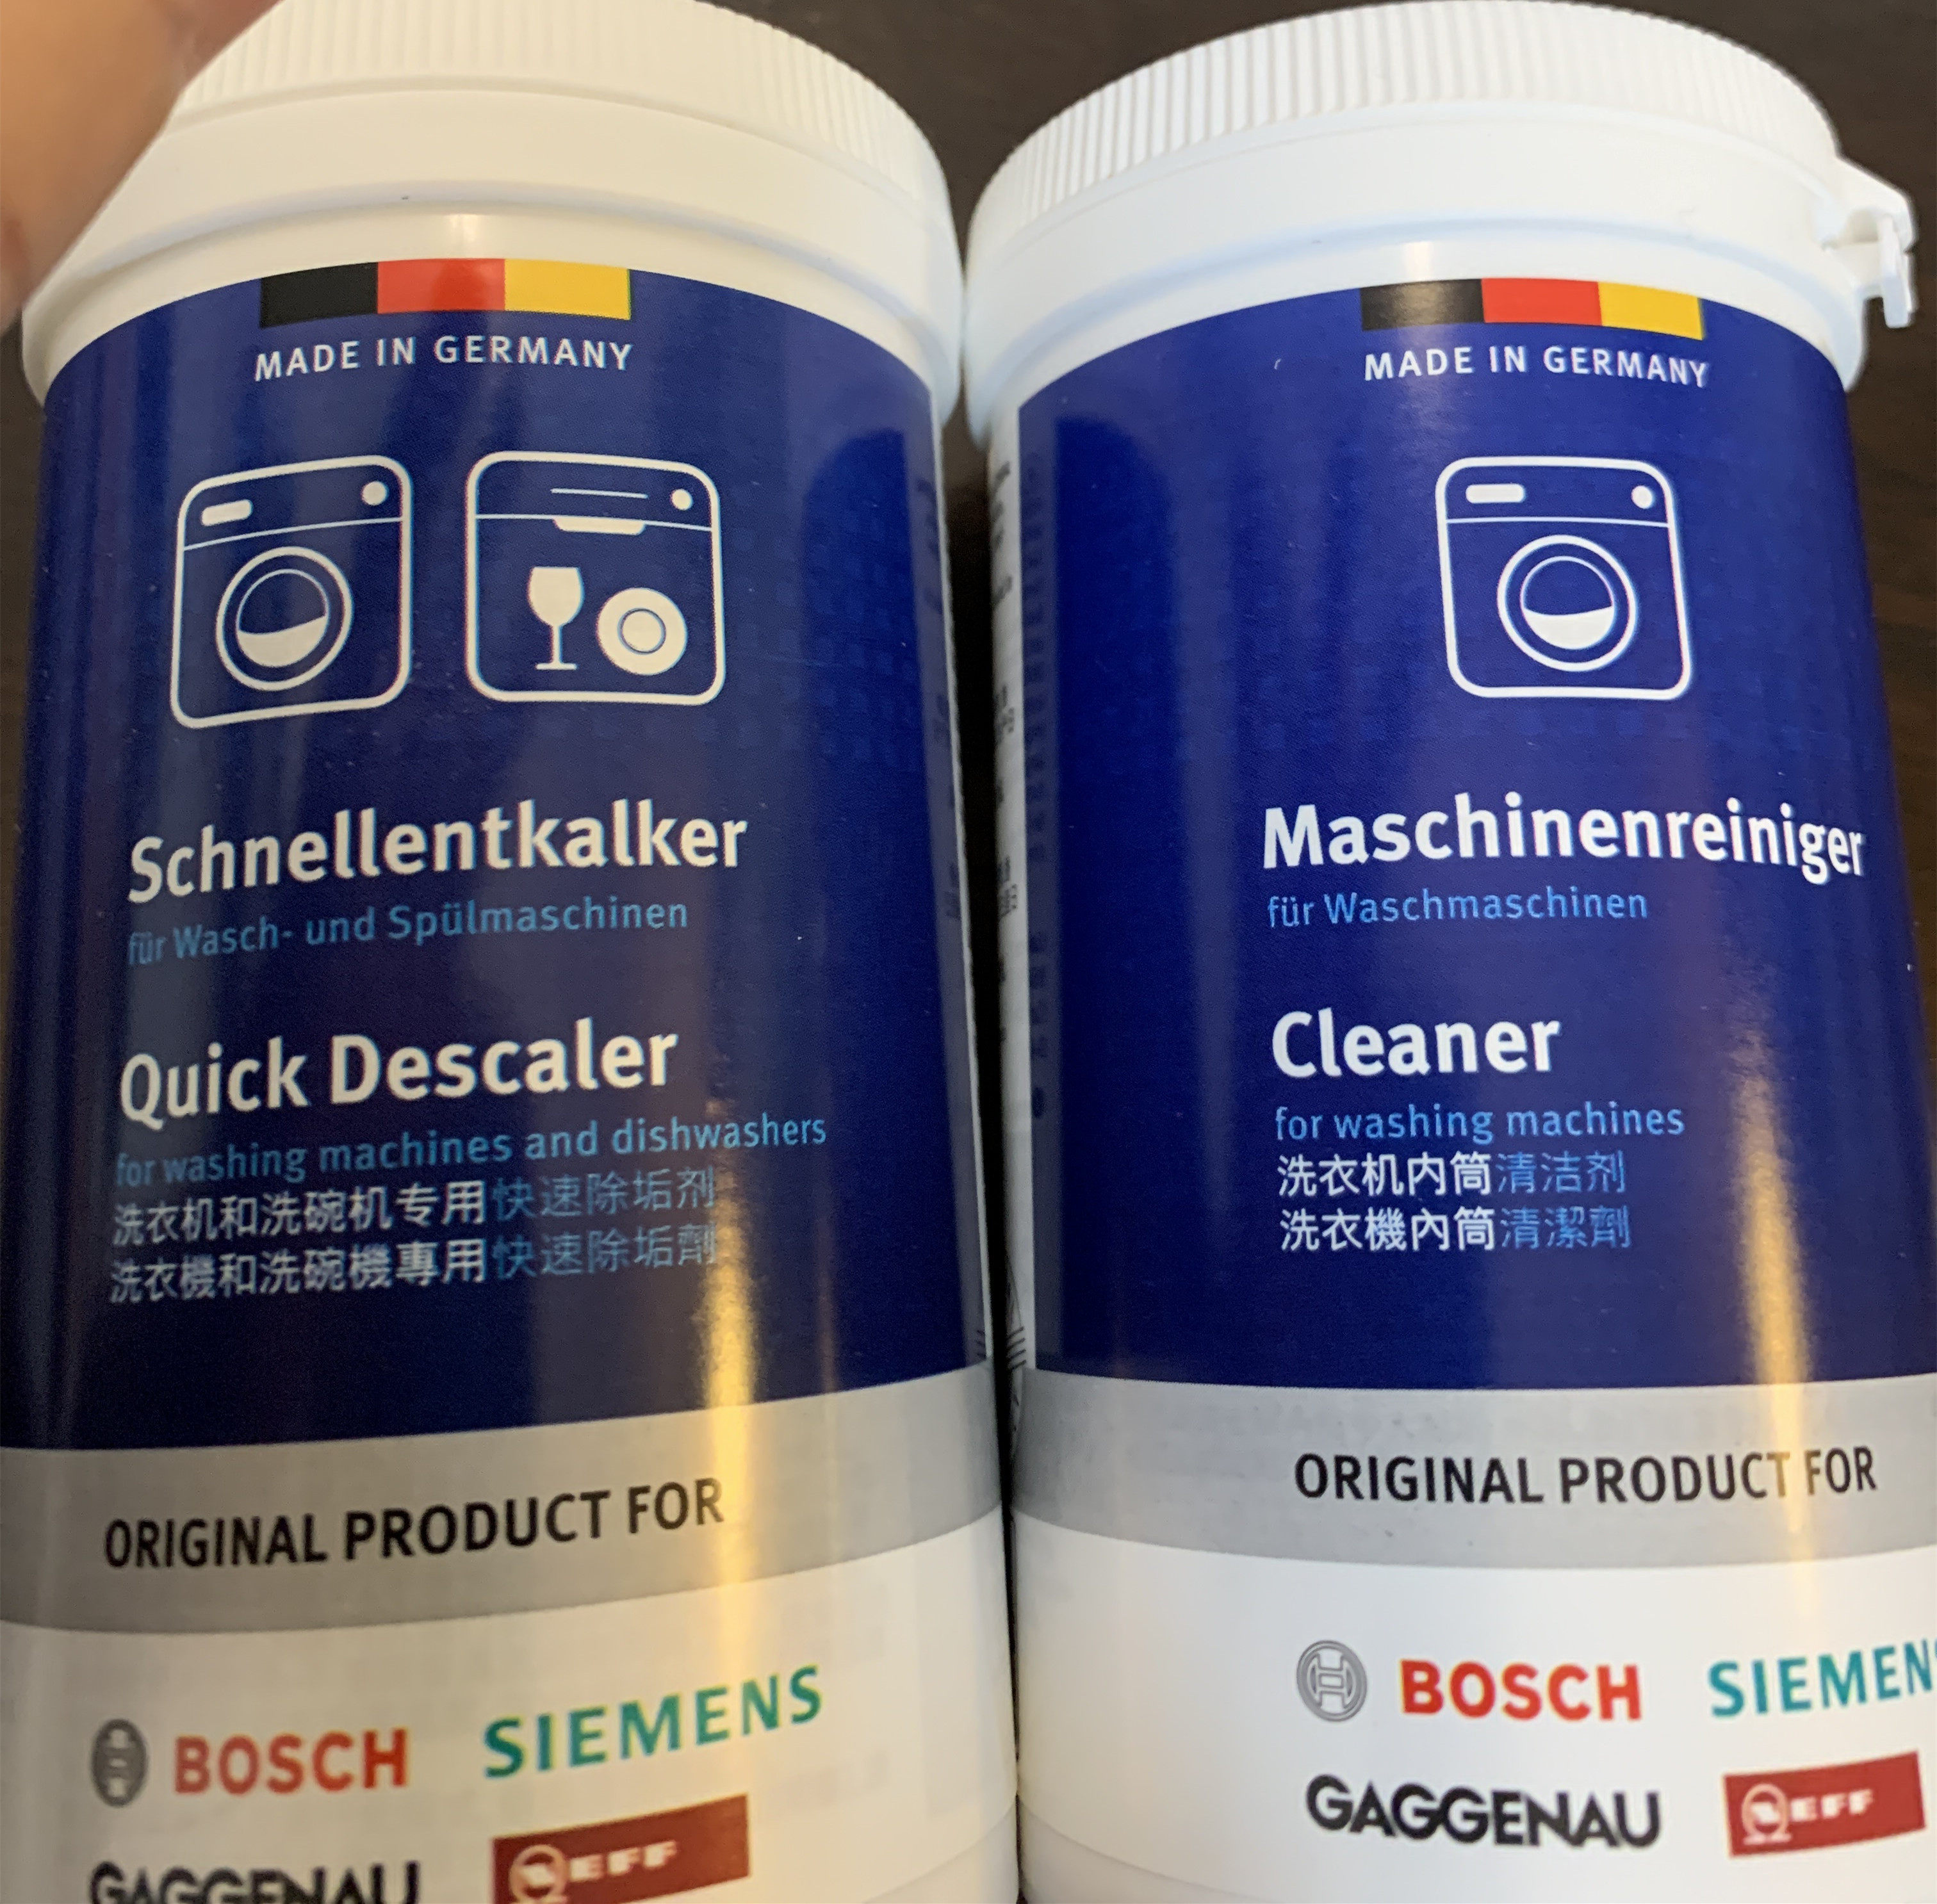 MADE IN GERMANY
Schnellentkalker
für Wasch- und Spülmaschinen
Quick Descaler
for washing machines and dishwashers
洗衣机和洗碗机专用快速除垢剂
洗衣機和洗碗機專用快速除垢劑
ORIGINAL PRODUCT FOR
BOSCH SIEMENS
GAGGENAU NEFF
MADE IN GERMANY
Maschinenreiniger
für Waschmaschinen
Cleaner
for washing machines
洗衣机内筒清洁剂
洗衣機內筒清潔劑
ORIGINAL PRODUCT FOR
BOSCH SIEMENS
GAGGENAU NEFF